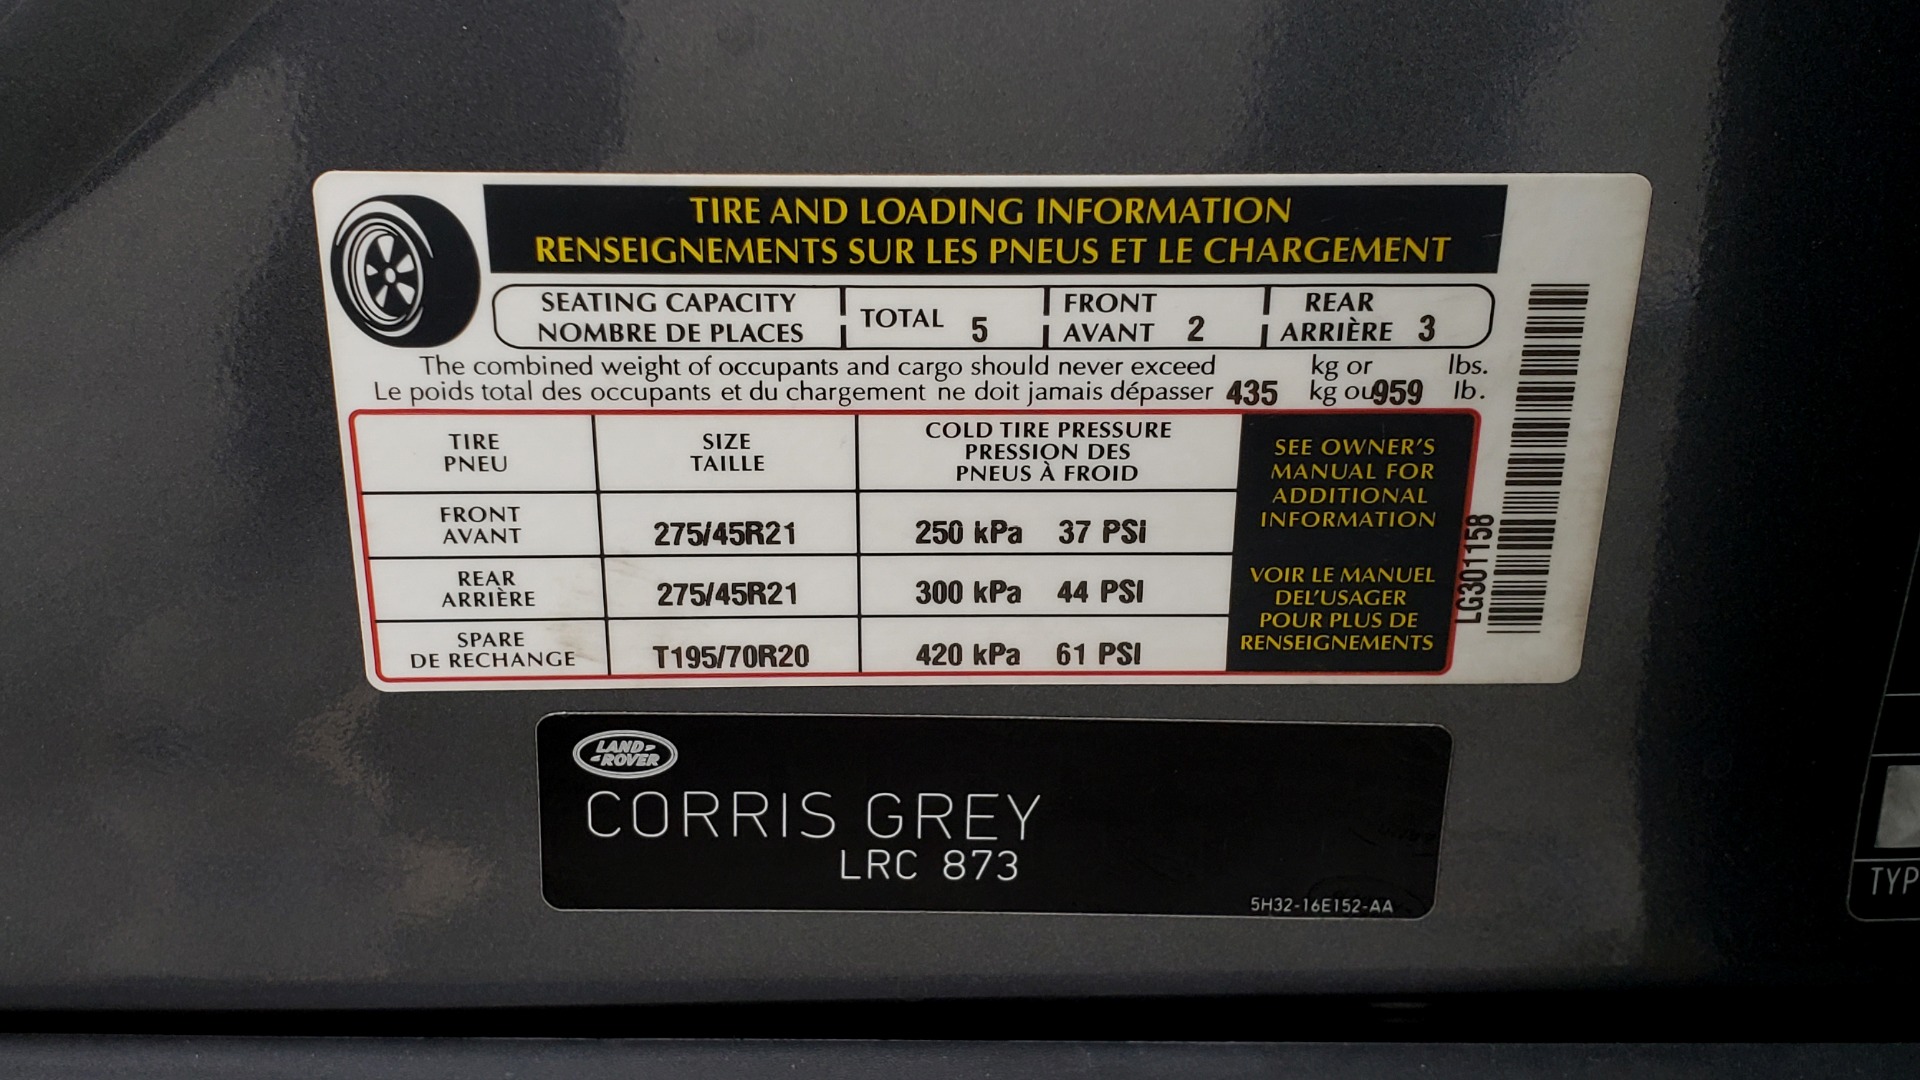 TIRE AND LOADING INFORMATION
RENSEIGNEMENTS SUR LES PNEUS ET LE CHARGEMENT
SEATING CAPACITY
NOMBRE DE PLACES
TOTAL 5
FRONT
AVANT 2
REAR
ARRIÈRE 3
The combined weight of occupants and cargo should never exceed kg or lbs.
Le poids total des occupants et du chargement ne doit jamais dépasser 435 kg ou 959 lb.
TIRE
PNEU
SIZE
TAILLE
COLD TIRE PRESSURE
PRESSION DES
PNEUS À FROID
FRONT
AVANT
275/45R21
250 kPa 37 PSI
REAR
ARRIÈRE
275/45R21
300 kPa 44 PSI
SPARE
DE RECHANGE
T195/70R20
420 kPa 61 PSI
SEE OWNER'S
MANUAL FOR
ADDITIONAL
INFORMATION
VOIR LE MANUEL
DEL'USAGER
POUR PLUS DE
RENSEIGNEMENTS
LG301158
LAND-
-ROVER
CORRIS GREY
LRC 873
5H32-16E152-AA